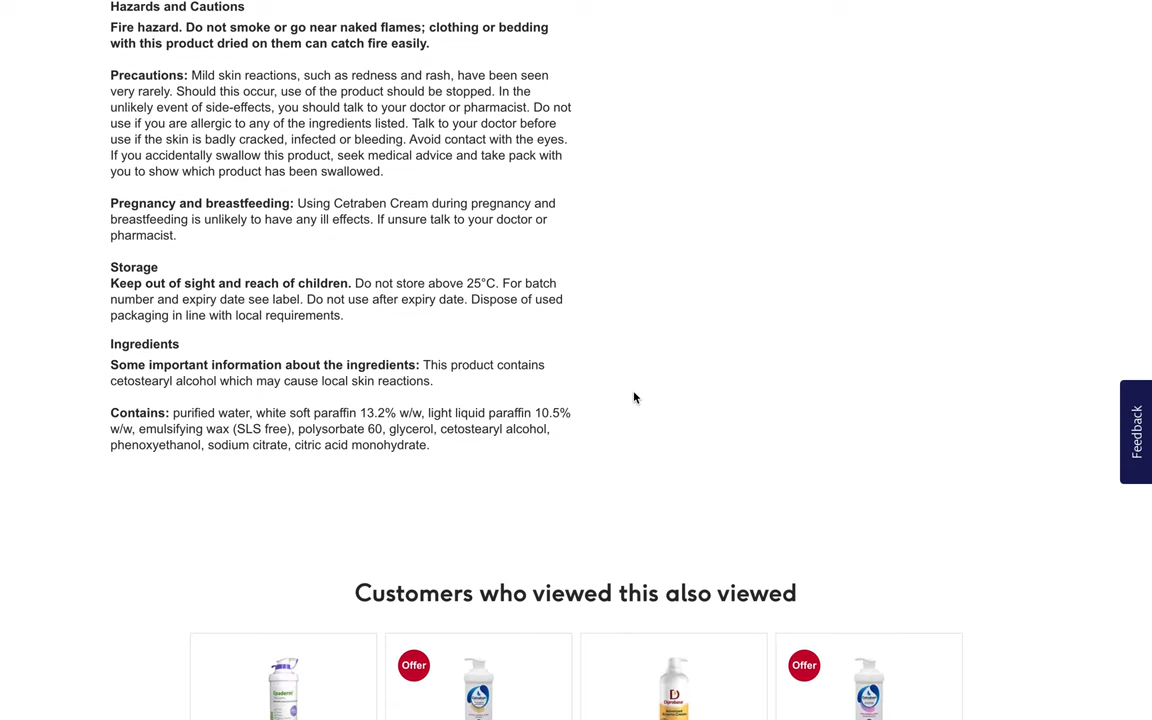 Hazards and Cautions
Fire hazard. Do not smoke or go near naked flames; clothing or bedding
with this product dried on them can catch fire easily.
Precautions: Mild skin reactions, such as redness and rash, have been seen
very rarely. Should this occur, use of the product should be stopped. In the
unlikely event of side-effects, you should talk to your doctor or pharmacist. Do not
use if you are allergic to any of the ingredients listed. Talk to your doctor before
use if the skin is badly cracked, infected or bleeding. Avoid contact with the eyes.
If you accidentally swallow this product, seek medical advice and take pack with
you to show which product has been swallowed.
Pregnancy and breastfeeding: Using Cetraben Cream during pregnancy and
breastfeeding is unlikely to have any ill effects. If unsure talk to your doctor or
pharmacist.
Storage
Keep out of sight and reach of children. Do not store above 25°C. For batch
number and expiry date see label. Do not use after expiry date. Dispose of used
packaging in line with local requirements.
Ingredients
Some important information about the ingredients: This product contains
cetostearyl alcohol which may cause local skin reactions.
Contains: purified water, white soft paraffin 13.2% w/w, light liquid paraffin 10.5%
w/w, emulsifying wax (SLS free), polysorbate 60, glycerol, cetostearyl alcohol,
phenoxyethanol, sodium citrate, citric acid monohydrate.
Feedback
Customers who viewed this also viewed
Offer
Offer